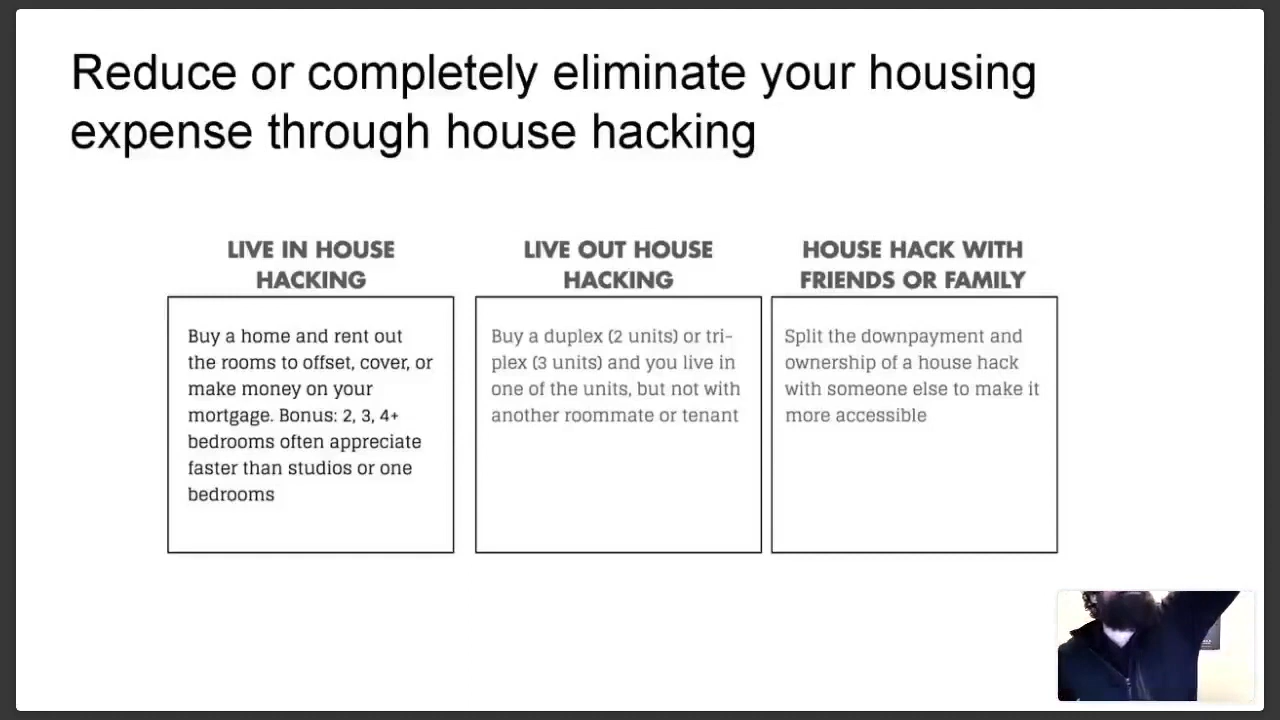 Reduce or completely eliminate your housing
expense through house hacking
LIVE IN HOUSE
HACKING
Buy a home and rent out
the rooms to offset, cover, or
make money on your
mortgage. Bonus: 2, 3, 4+
bedrooms often appreciate
faster than studios or one
bedrooms
LIVE OUT HOUSE
HACKING
Buy a duplex (2 units) or tri-
plex (3 units) and you live in
one of the units, but not with
another roommate or tenant
HOUSE HACK WITH
FRIENDS OR FAMILY
Split the downpayment and
ownership of a house hack
with someone else to make it
more accessible